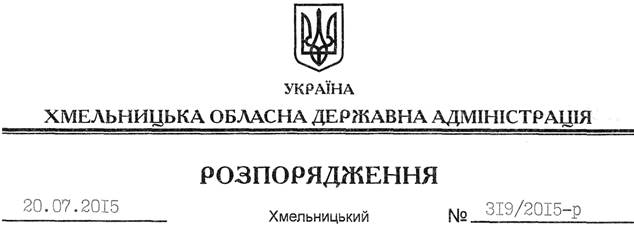 УКРАЇНА
ХМЕЛЬНИЦЬКА ОБЛАСНА ДЕРЖАВНА АДМІНІСТРАЦІЯ
РОЗПОРЯДЖЕННЯ
20.07.2015 Хмельницький № 319/2015-р